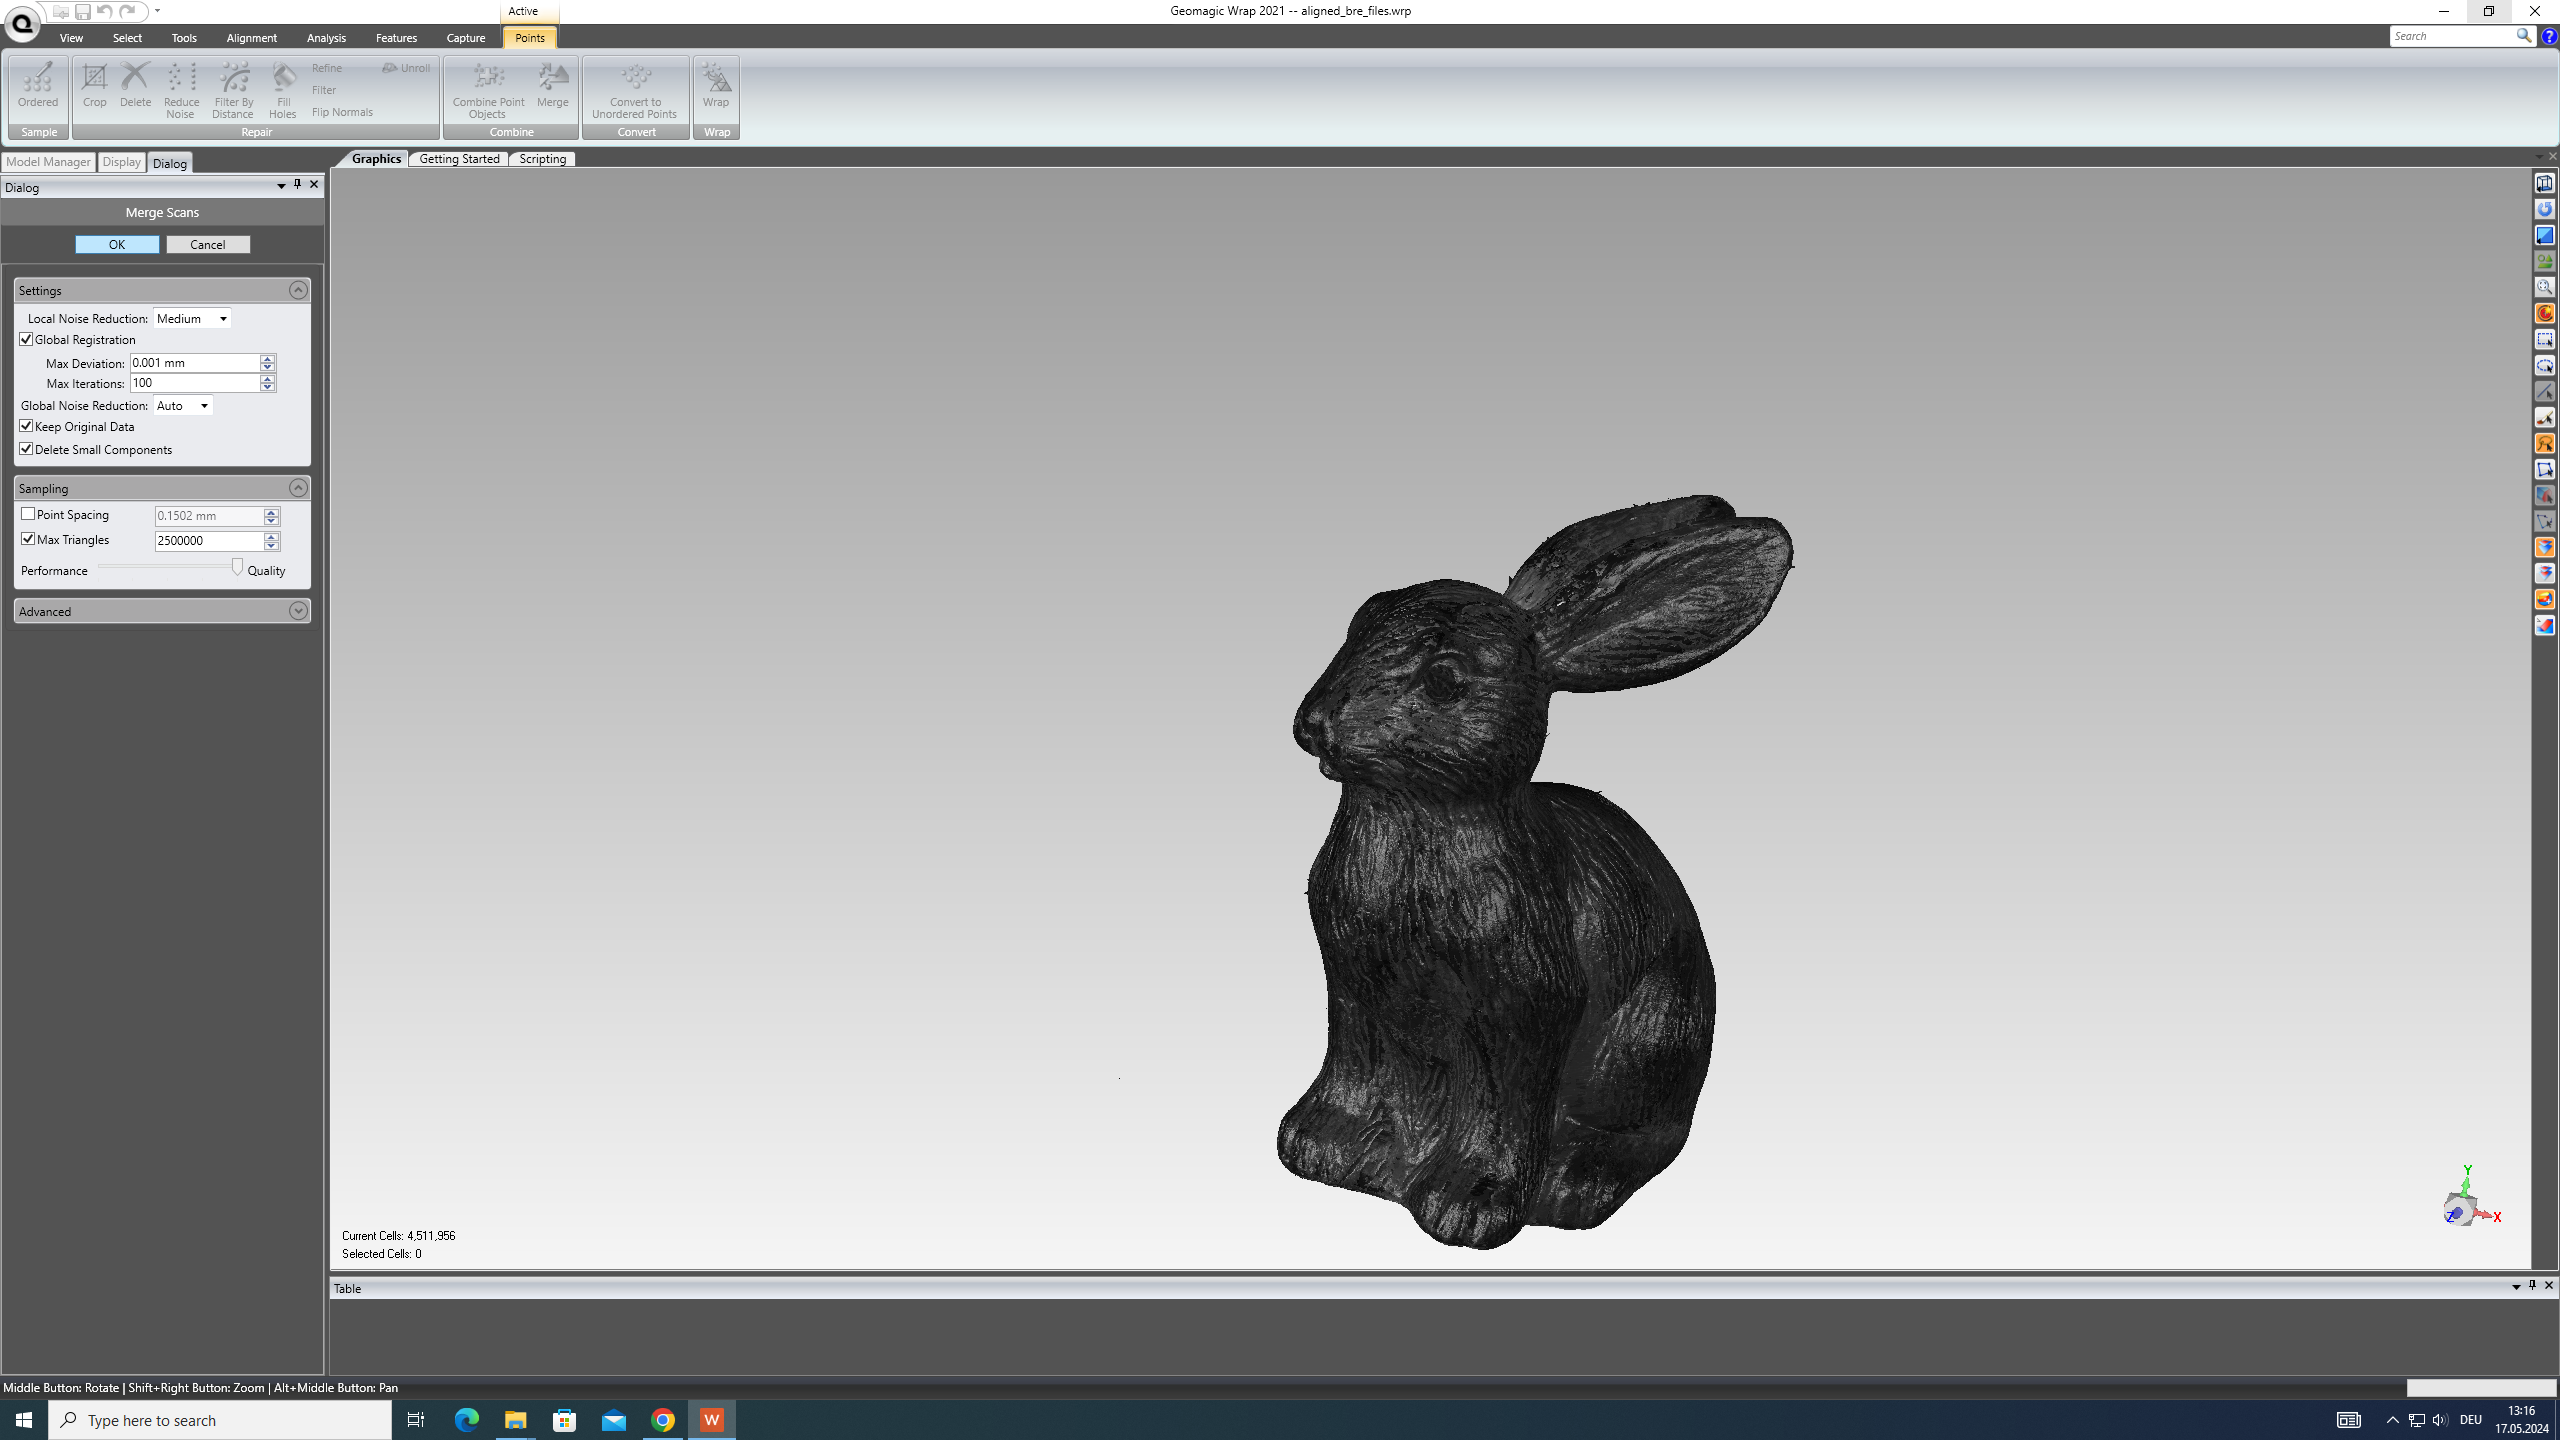 Active
Geomagic Wrap 2021 -- aligned_bre_files.wrp
View Select Tools Alignment Analysis Features Capture Points
Search
Ordered
Crop Delete Reduce Noise Filter By Distance Fill Holes
Refine
Filter
Flip Normals
Unroll
Combine Point Objects Merge
Convert to Unordered Points
Wrap
Sample Repair Combine Convert Wrap
Model Manager Display Dialog
Graphics Getting Started Scripting
Dialog
Merge Scans
OK Cancel
Settings
Local Noise Reduction: Medium
Global Registration
Max Deviation: 0.001 mm
Max Iterations: 100
Global Noise Reduction: Auto
Keep Original Data
Delete Small Components
Sampling
Point Spacing 0.1502 mm
Max Triangles 2500000
Performance Quality
Advanced
Y
Z X
Current Cells: 4,511,956
Selected Cells: 0
Table
Middle Button: Rotate | Shift+Right Button: Zoom | Alt+Middle Button: Pan
Type here to search
W
DEU
13:16
17.05.2024